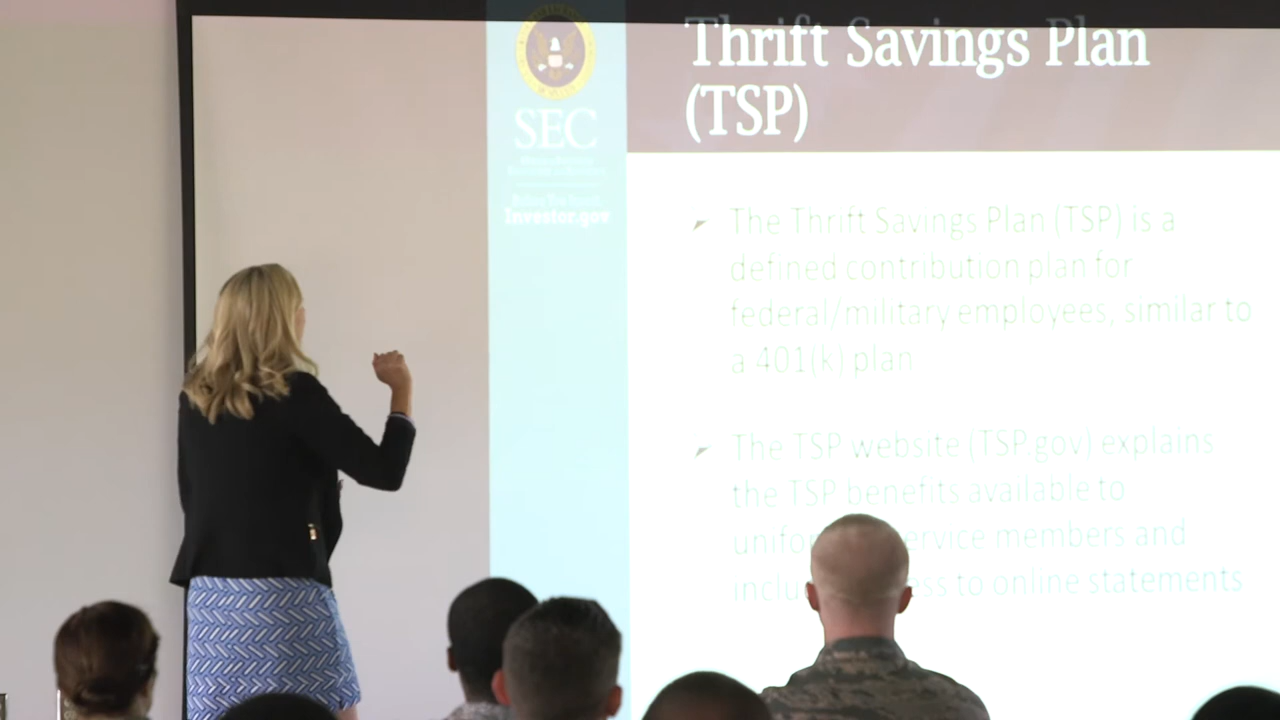 Thrift Savings Plan
(TSP)
SEC
Investor.gov
The Thrift Savings Plan (TSP) is a
defined contribution plan for
federal/military employees, similar to
a 401(k) plan
The TSP website (TSP.gov) explains
the TSP benefits available to
service members and
to online statements